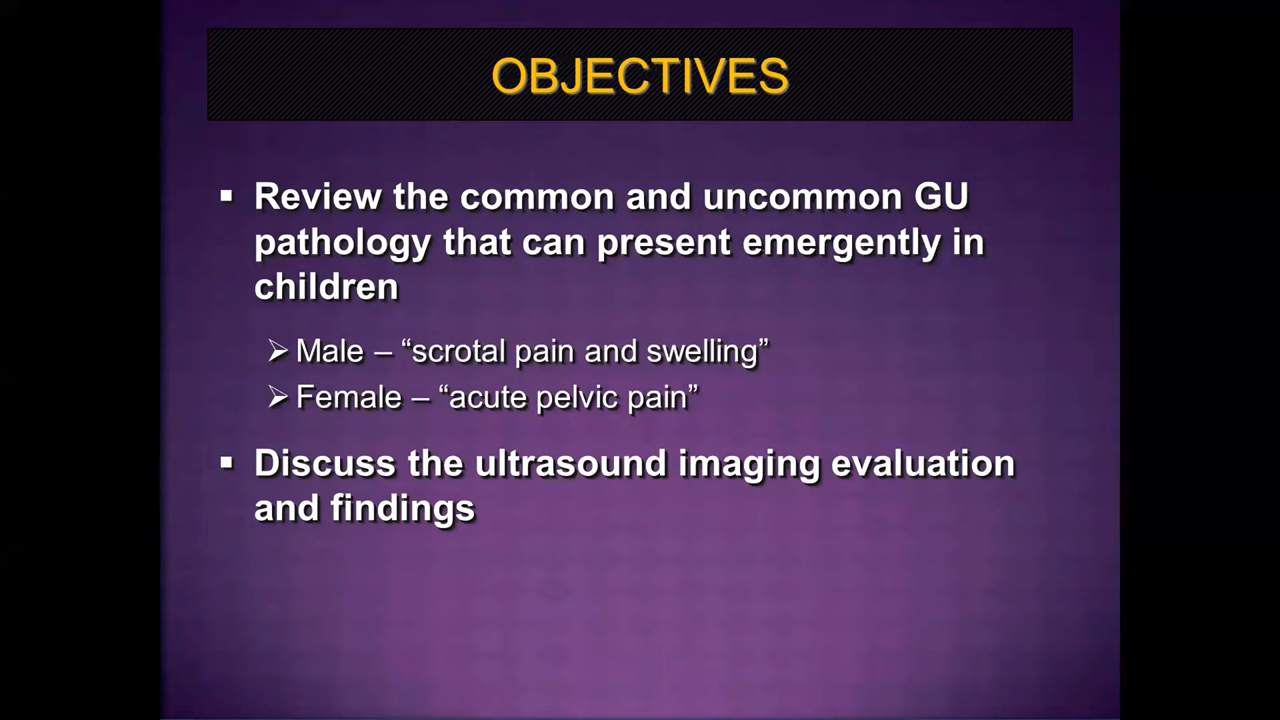 OBJECTIVES
▪ Review the common and uncommon GU
pathology that can present emergently in
children
➢ Male – “scrotal pain and swelling”
➢ Female – “acute pelvic pain”
▪ Discuss the ultrasound imaging evaluation
and findings